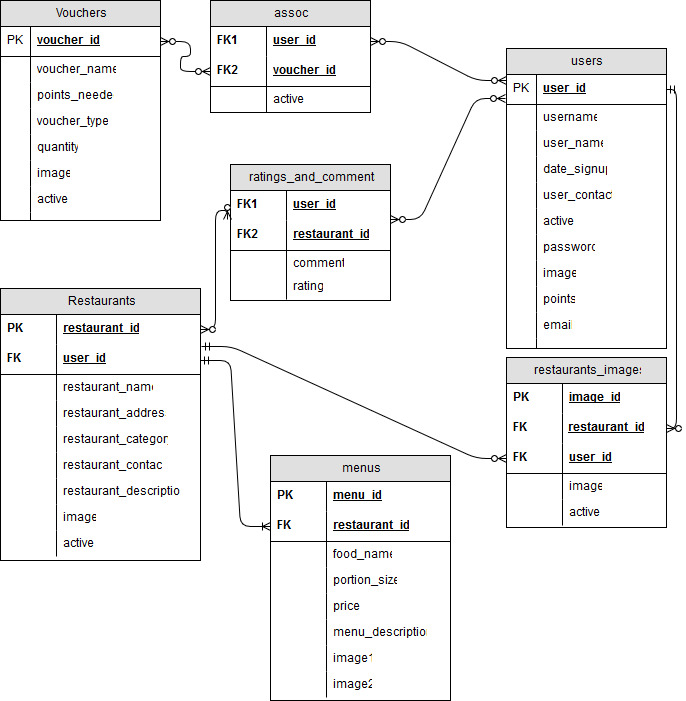 Vouchers
PK voucher_id
voucher_name
points_neede
voucher_type
quantity
image
active
assoc
FK1 user_id
FK2 voucher_id
active
users
PK user_id
username
user_name
date_signup
user_contac
active
password
image
points
email
ratings_and_comment
FK1 user_id
FK2 restaurant_id
comment
rating
Restaurants
PK restaurant_id
FK user_id
restaurant_name
restaurant_addres
restaurant_categor
restaurant_contac
restaurant_descriptio
image
active
restaurants_images
PK image_id
FK restaurant_id
FK user_id
image
active
menus
PK menu_id
FK restaurant_id
food_name
portion_size
price
menu_descriptio
image1
image2